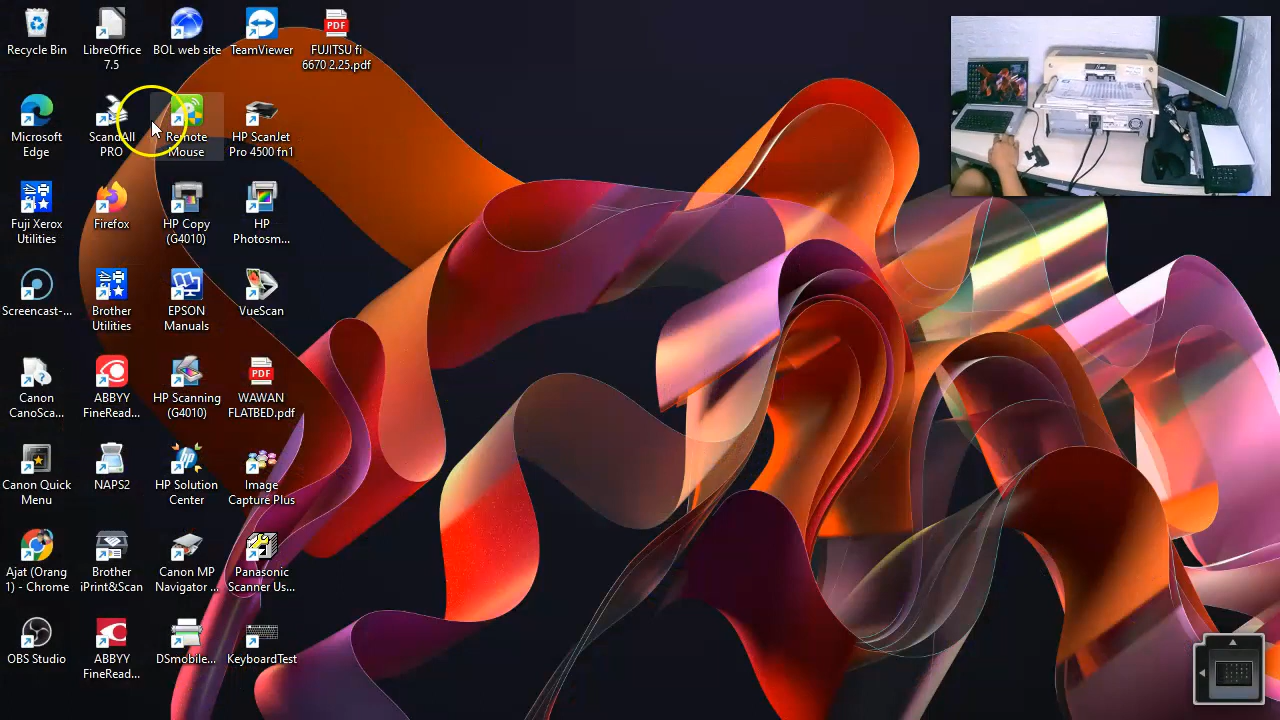 Recycle Bin
LibreOffice
7.5
BOL web site
TeamViewer
PDF
FUJITSU fi
6670 2.25.pdf
Microsoft
Edge
ScandAll
PRO
Remote
Mouse
HP ScanJet
Pro 4500 fn1
Fuji Xerox
Utilities
Firefox
HP Copy
(G4010)
HP
Photosm...
Screencast-...
Brother
Utilities
EPSON
Manuals
VueScan
Canon
CanoSca...
ABBYY
FineRead...
HP Scanning
(G4010)
PDF
WAWAN
FLATBED.pdf
Canon Quick
Menu
NAPS2
HP Solution
Center
Image
Capture Plus
Ajat (Orang
1) - Chrome
Brother
iPrint&Scan
Canon MP
Navigator ...
Panasonic
Scanner Us...
OBS Studio
ABBYY
FineRead...
DSmobile...
KeyboardTest